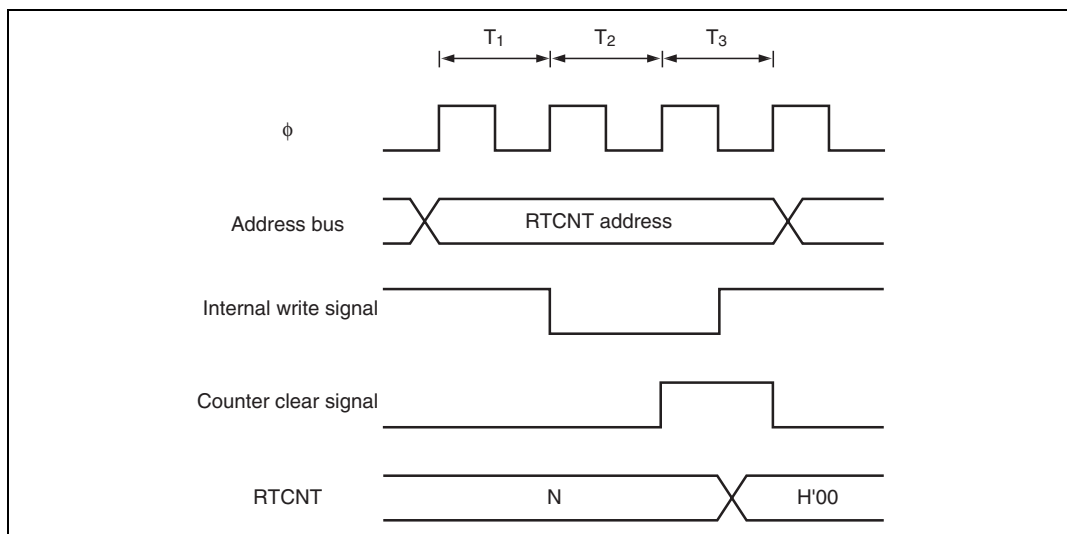 T1 T2 T3
ϕ
Address bus
RTCNT address
Internal write signal
Counter clear signal
RTCNT
N
H'00